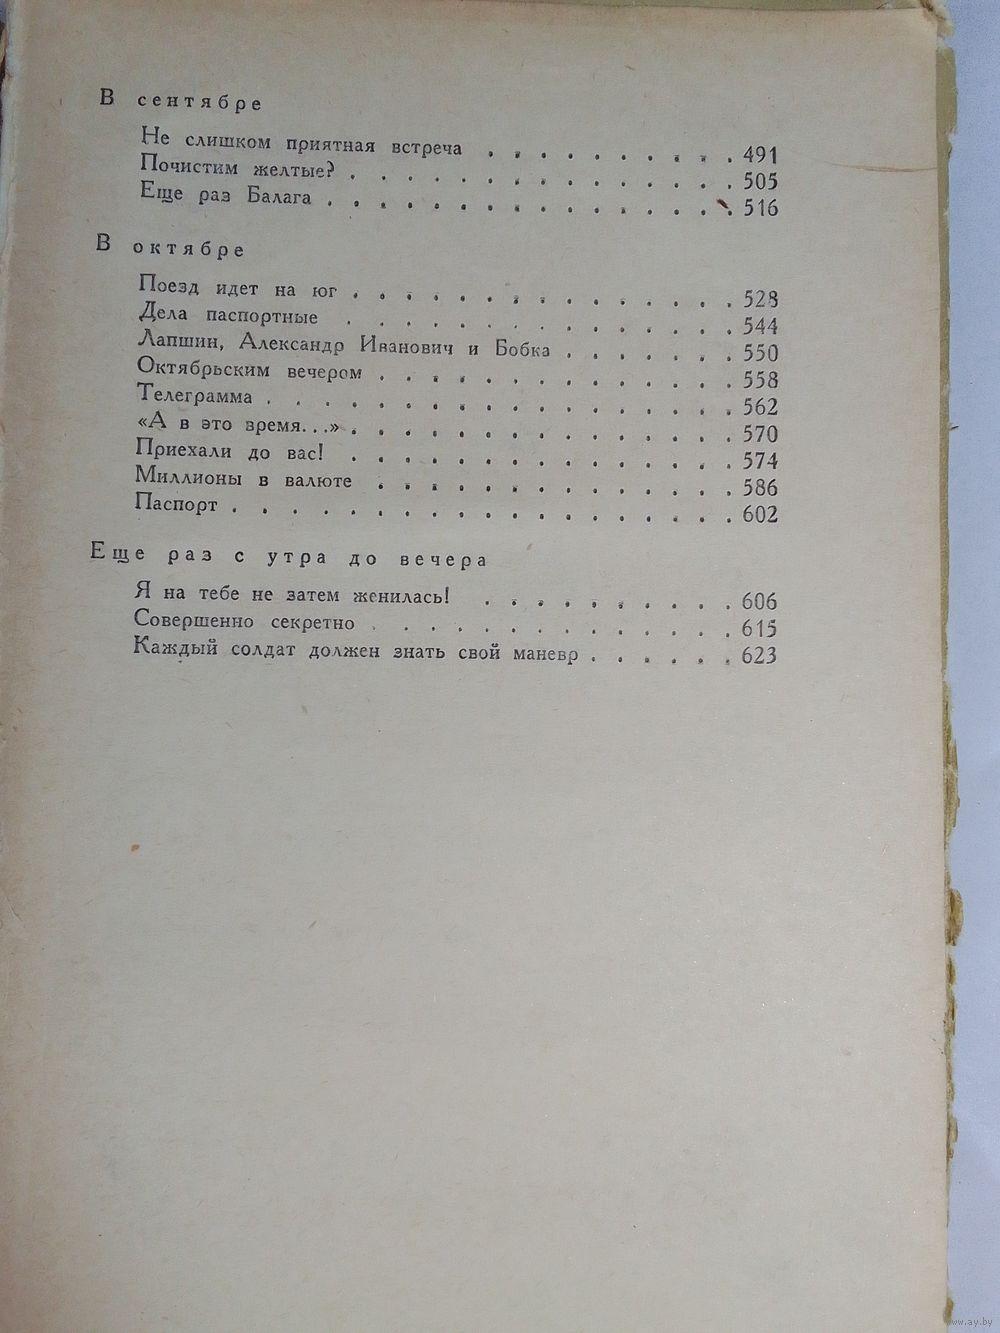 В сентябре
Не слишком приятная встреча . . . . . . . . . . 491
Почистим желтые? . . . . . . . . . . . . . . . 505
Еще раз Балага . . . . . . . . . . . . . . . . 516
В октябре
Поезд идет на юг . . . . . . . . . . . . . . . 528
Дела паспортные . . . . . . . . . . . . . . . 544
Лапшин, Александр Иванович и Бобка . . . . . . . 550
Октябрьским вечером . . . . . . . . . . . . . . 558
Телеграмма . . . . . . . . . . . . . . . . . . 562
«А в это время...» . . . . . . . . . . . . . . . 570
Приехали до вас! . . . . . . . . . . . . . . . 574
Миллионы в валюте . . . . . . . . . . . . . . 586
Паспорт . . . . . . . . . . . . . . . . . . . 602
Еще раз с утра до вечера
Я на тебе не затем женилась! . . . . . . . . . . 606
Совершенно секретно . . . . . . . . . . . . . . 615
Каждый солдат должен знать свой маневр . . . . . . 623
www.ay.by